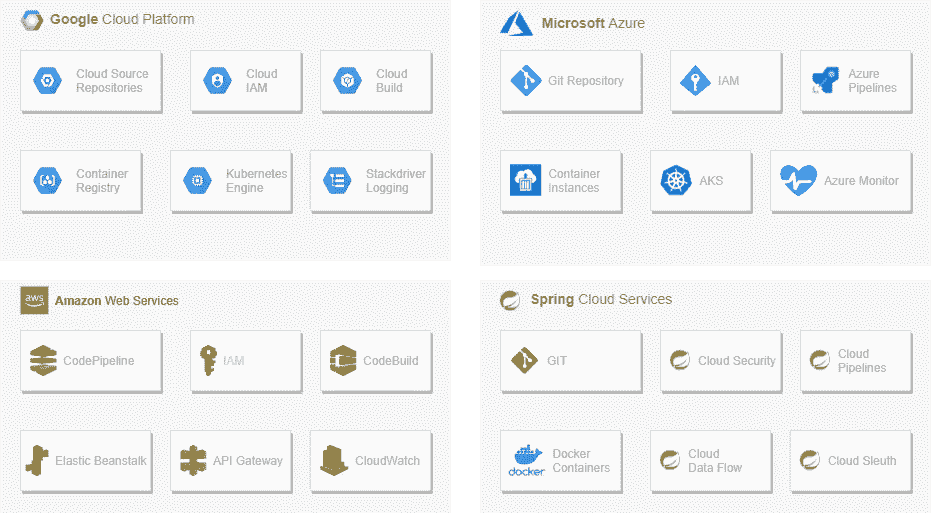 Google Cloud Platform
Cloud Source
Repositories
Cloud
IAM
Cloud
Build
Container
Registry
Kubernetes
Engine
Stackdriver
Logging
Microsoft Azure
Git Repository
IAM
Azure
Pipelines
Container
Instances
AKS
Azure Monitor
aws
Amazon Web Services
CodePipeline
IAM
CodeBuild
Elastic Beanstalk
API Gateway
CloudWatch
Spring Cloud Services
GIT
Cloud Security
Cloud
Pipelines
docker
Docker
Containers
Cloud
Data Flow
Cloud Sleuth